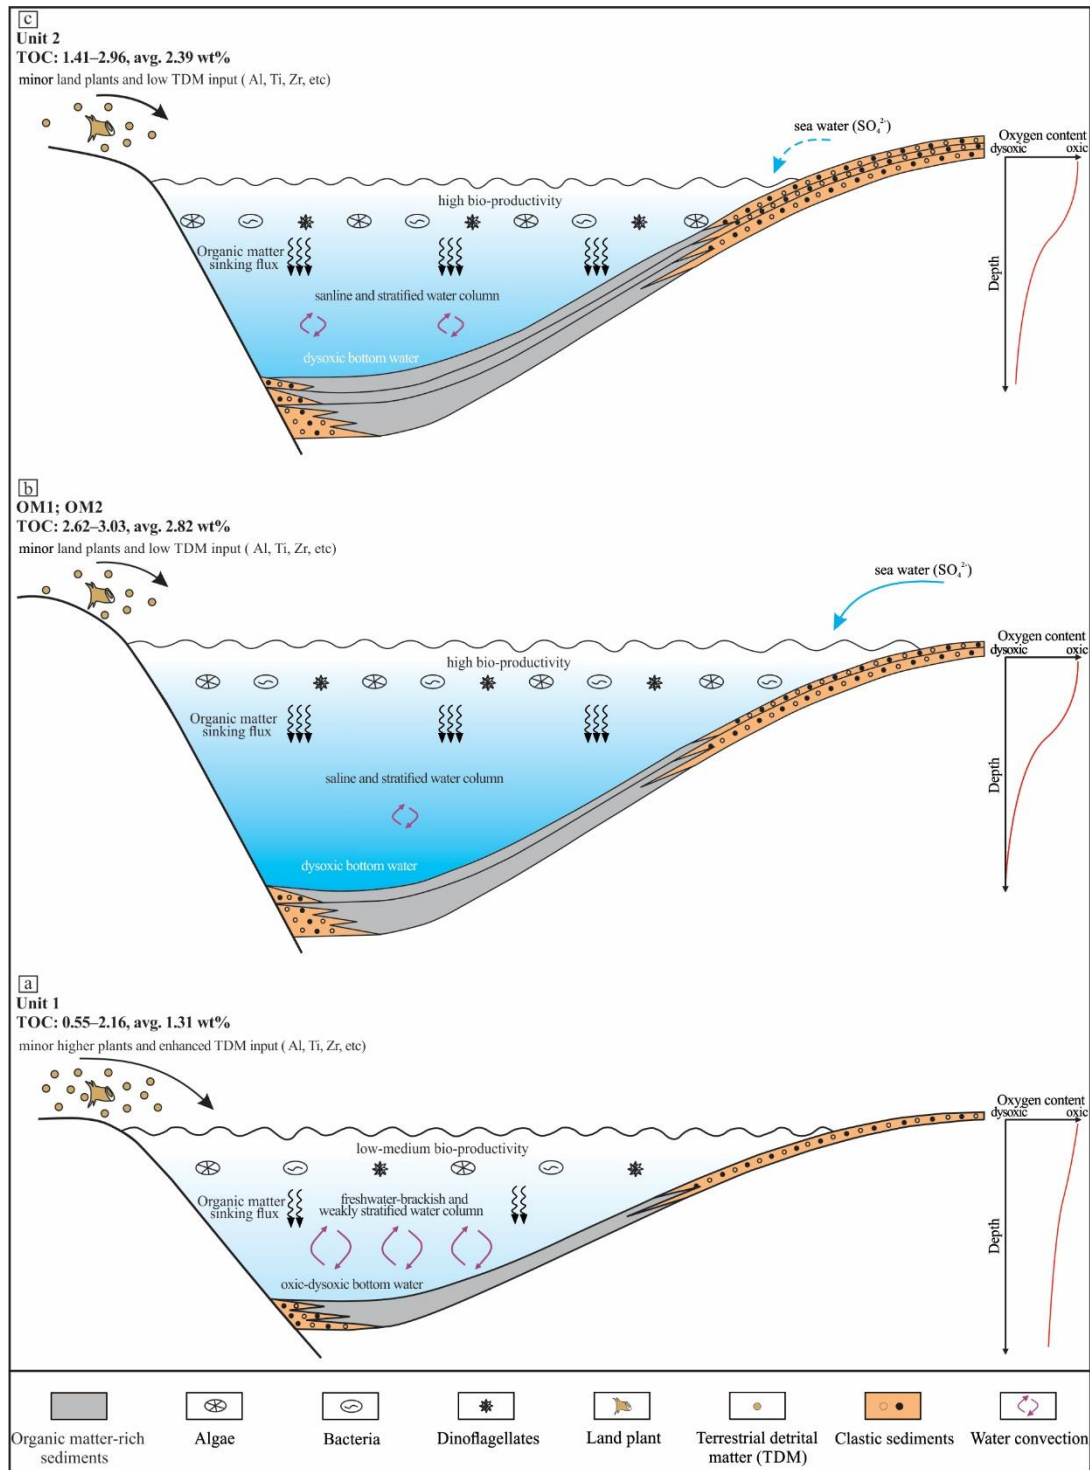 c
Unit 2
TOC: 1.41–2.96, avg. 2.39 wt%
minor land plants and low TDM input ( Al, Ti, Zr, etc)
sea water (SO₄²⁻)
Oxygen content
dysoxic oxic
high bio-productivity
Organic matter
sinking flux
sanline and stratified water column
dysoxic bottom water
Depth
b
OM1; OM2
TOC: 2.62–3.03, avg. 2.82 wt%
minor land plants and low TDM input ( Al, Ti, Zr, etc)
sea water (SO₄²⁻)
Oxygen content
dysoxic oxic
high bio-productivity
Organic matter
sinking flux
saline and stratified water column
dysoxic bottom water
Depth
a
Unit 1
TOC: 0.55–2.16, avg. 1.31 wt%
minor higher plants and enhanced TDM input ( Al, Ti, Zr, etc)
Oxygen content
dysoxic oxic
low-medium bio-productivity
Organic matter
sinking flux
freshwater-brackish and
weakly stratified water column
oxic-dysoxic bottom water
Depth
Organic matter-rich
sediments
Algae
Bacteria
Dinoflagellates
Land plant
Terrestrial detrital
matter (TDM)
Clastic sediments
Water convection